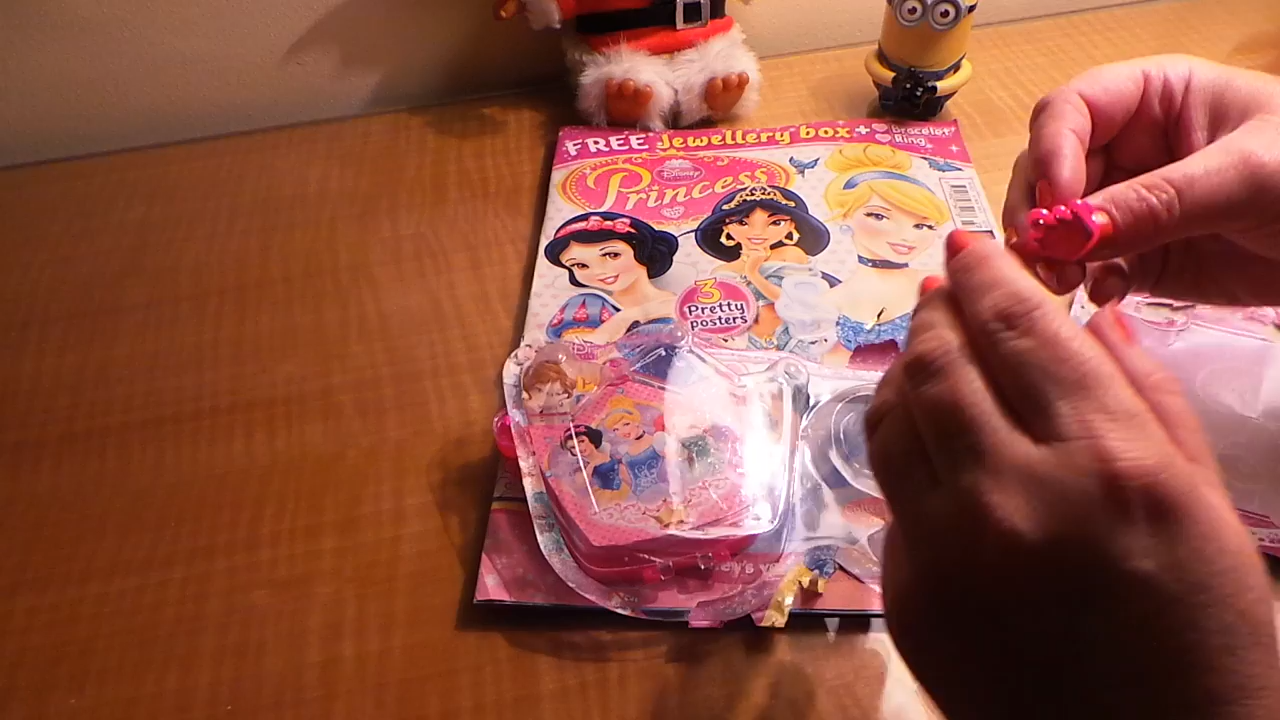 FREE Jewellery box + Bracelet
Ring
Disney
Princess
3
Pretty
posters